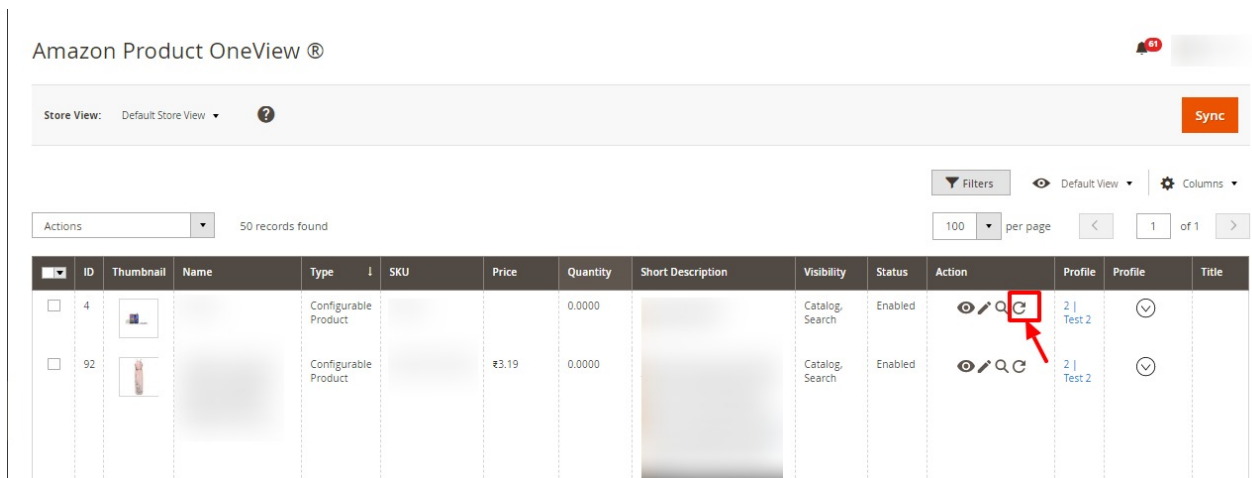 Amazon Product OneView ®
61
Store View: Default Store View
?
Sync
Filters Default View Columns
Actions 50 records found 100 per page 1 of 1
ID Thumbnail Name Type ↓ SKU Price Quantity Short Description Visibility Status Action Profile Profile Title
4 Configurable 0.0000 Catalog, Enabled 2 |
Product Search Test 2
92 Configurable ₹3.19 0.0000 Catalog, Enabled 2 |
Product Search Test 2